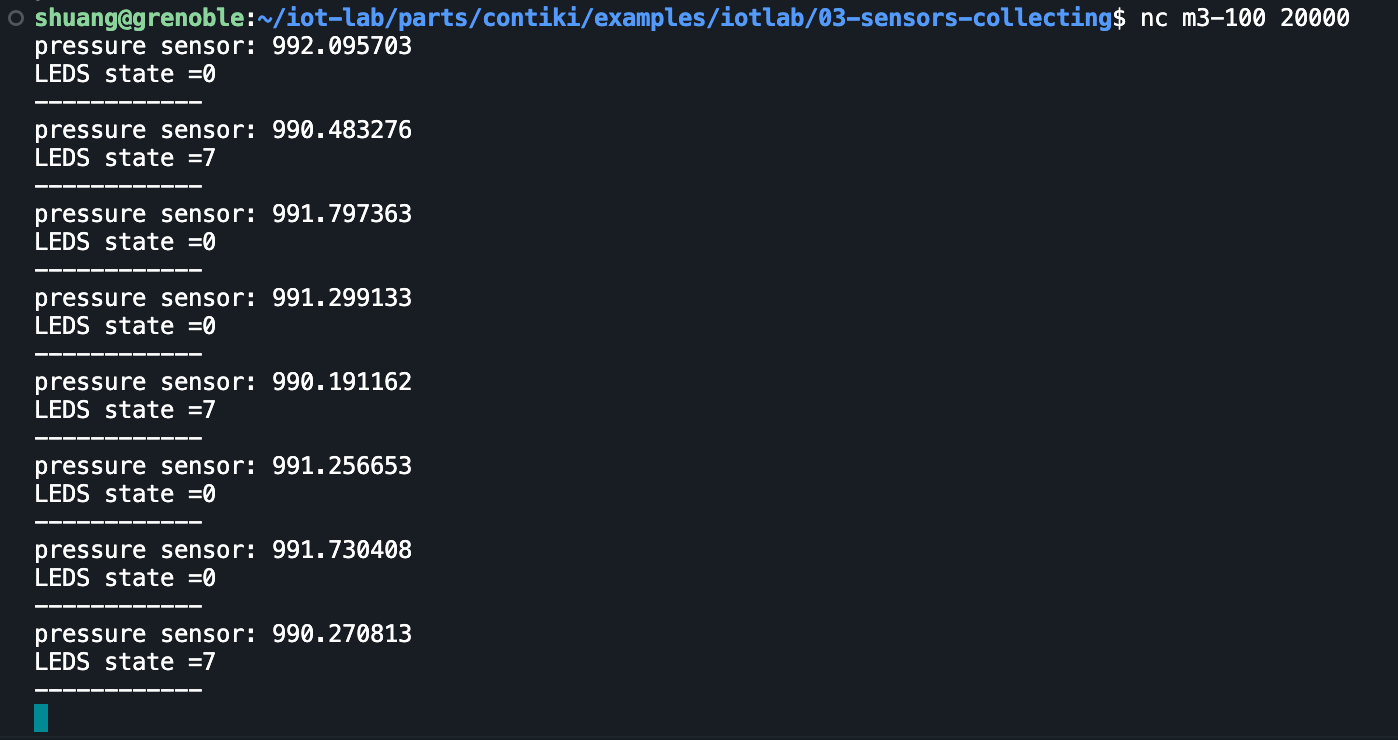 shuang@grenoble:~/iot-lab/parts/contiki/examples/iotlab/03-sensors-collecting$ nc m3-100 20000
pressure sensor: 992.095703
LEDS state =0
------------
pressure sensor: 990.483276
LEDS state =7
------------
pressure sensor: 991.797363
LEDS state =0
------------
pressure sensor: 991.299133
LEDS state =0
------------
pressure sensor: 990.191162
LEDS state =7
------------
pressure sensor: 991.256653
LEDS state =0
------------
pressure sensor: 991.730408
LEDS state =0
------------
pressure sensor: 990.270813
LEDS state =7
------------